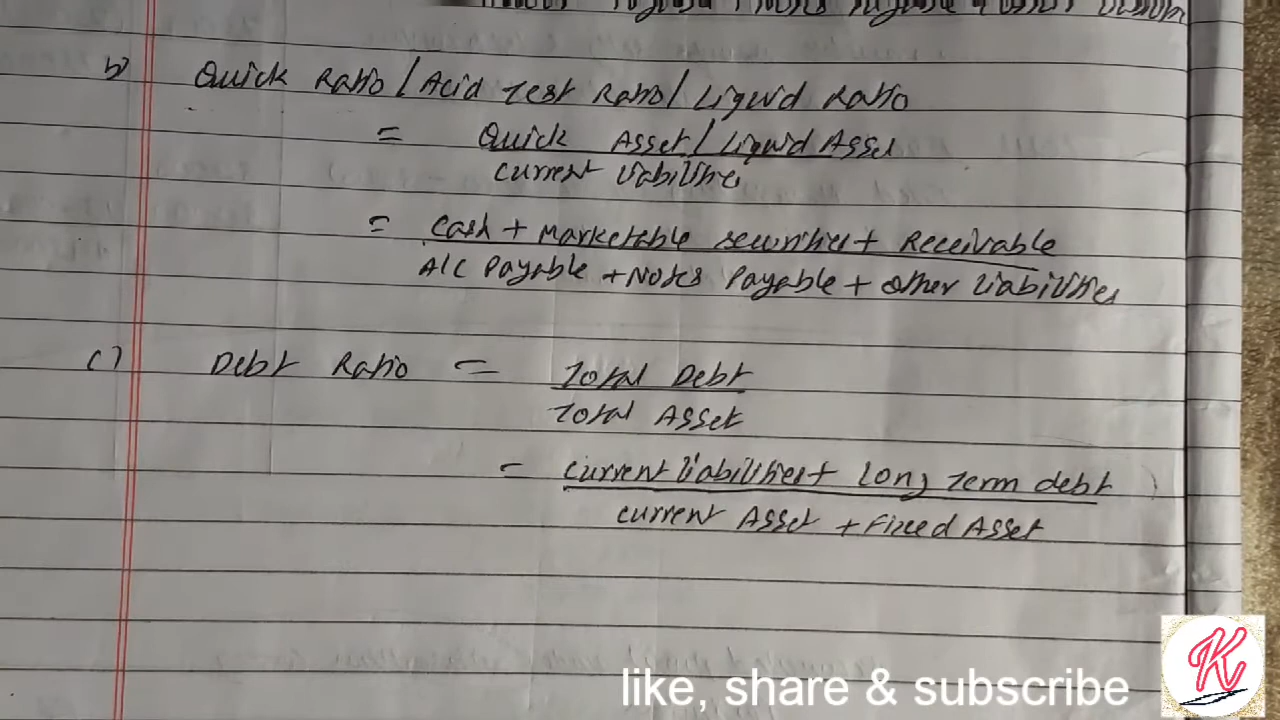 b) Quick Ratio / Acid Test Ratio / Liquid Ratio
= Quick Asset / Liquid Asset
Current liabilities
= Cash + Marketable securities + Receivable
A/C Payable + Notes Payable + Other liabilities
c) Debt Ratio = Total Debt
Total Asset
= Current liabilities + Long term debt
Current Asset + Fixed Asset
like, share & subscribe
K